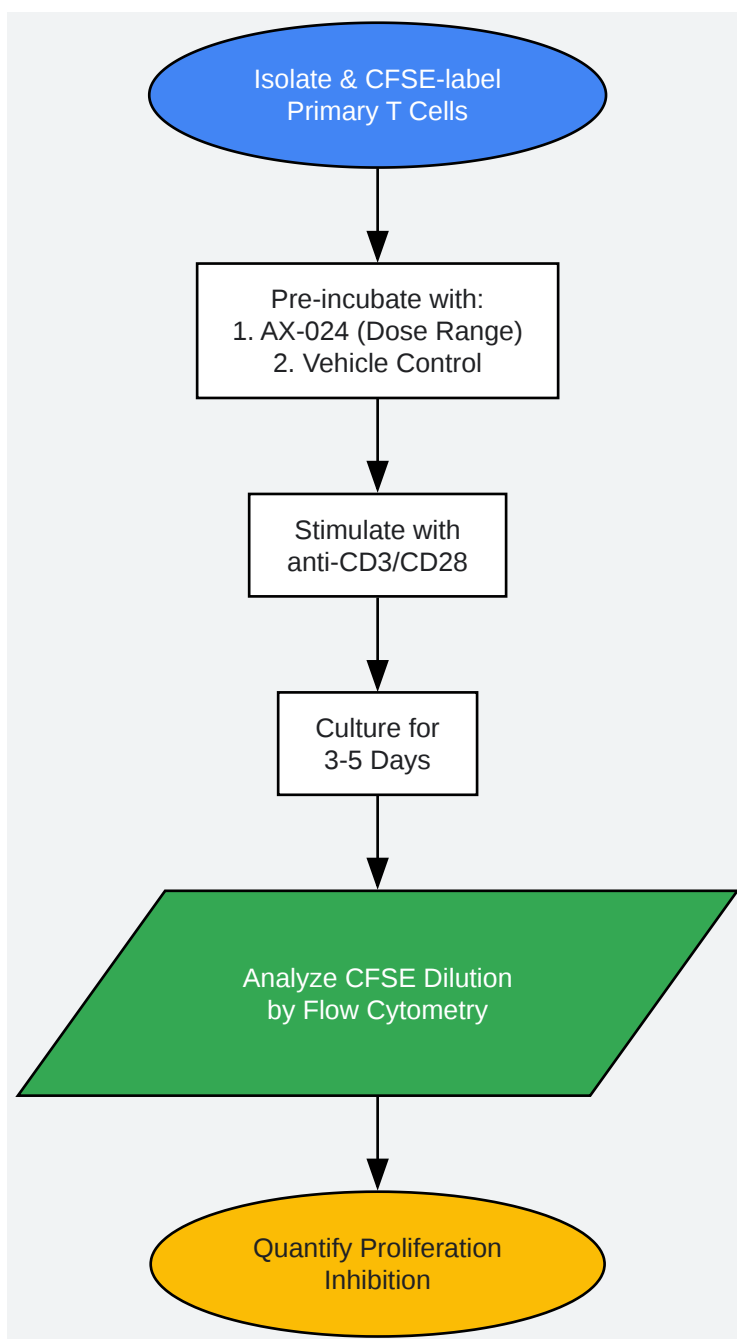 Isolate & CFSE-label
Primary T Cells
Pre-incubate with:
1. AX-024 (Dose Range)
2. Vehicle Control
Stimulate with
anti-CD3/CD28
Culture for
3-5 Days
Analyze CFSE Dilution
by Flow Cytometry
Quantify Proliferation
Inhibition